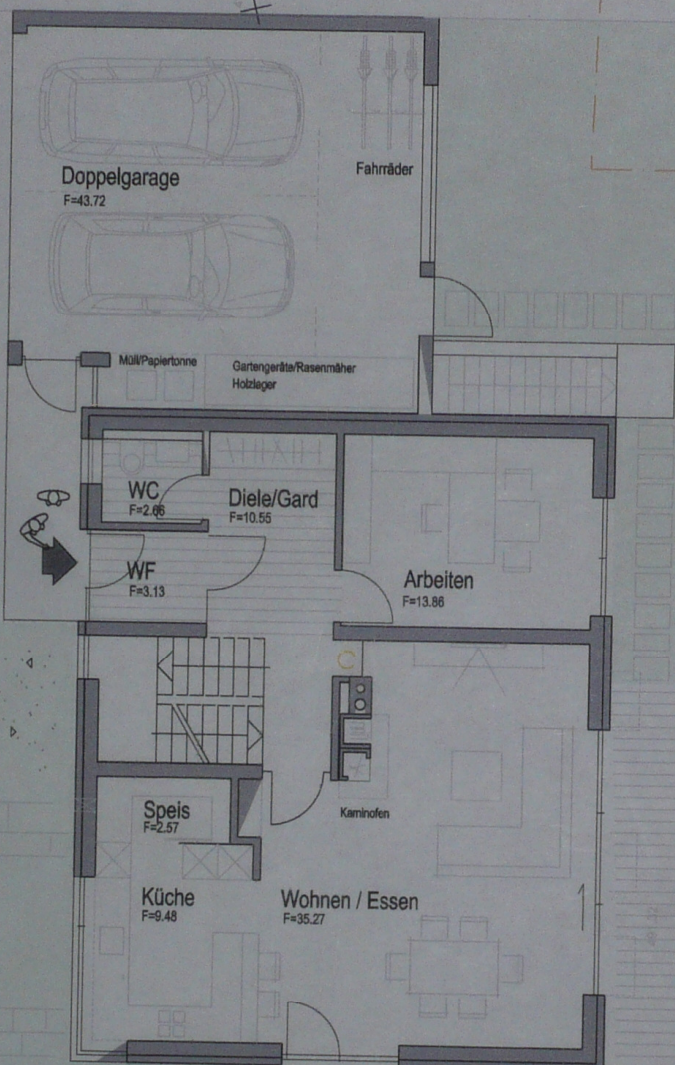 Doppelgarage
F=43.72
Fahrräder
Müll/Papiertonne
Gartengeräte/Rasenmäher
Holzlager
WC
F=2.66
Diele/Gard
F=10.55
WF
F=3.13
Arbeiten
F=13.86
Kaminofen
Speis
F=2.57
Küche
F=9.48
Wohnen / Essen
F=35.27